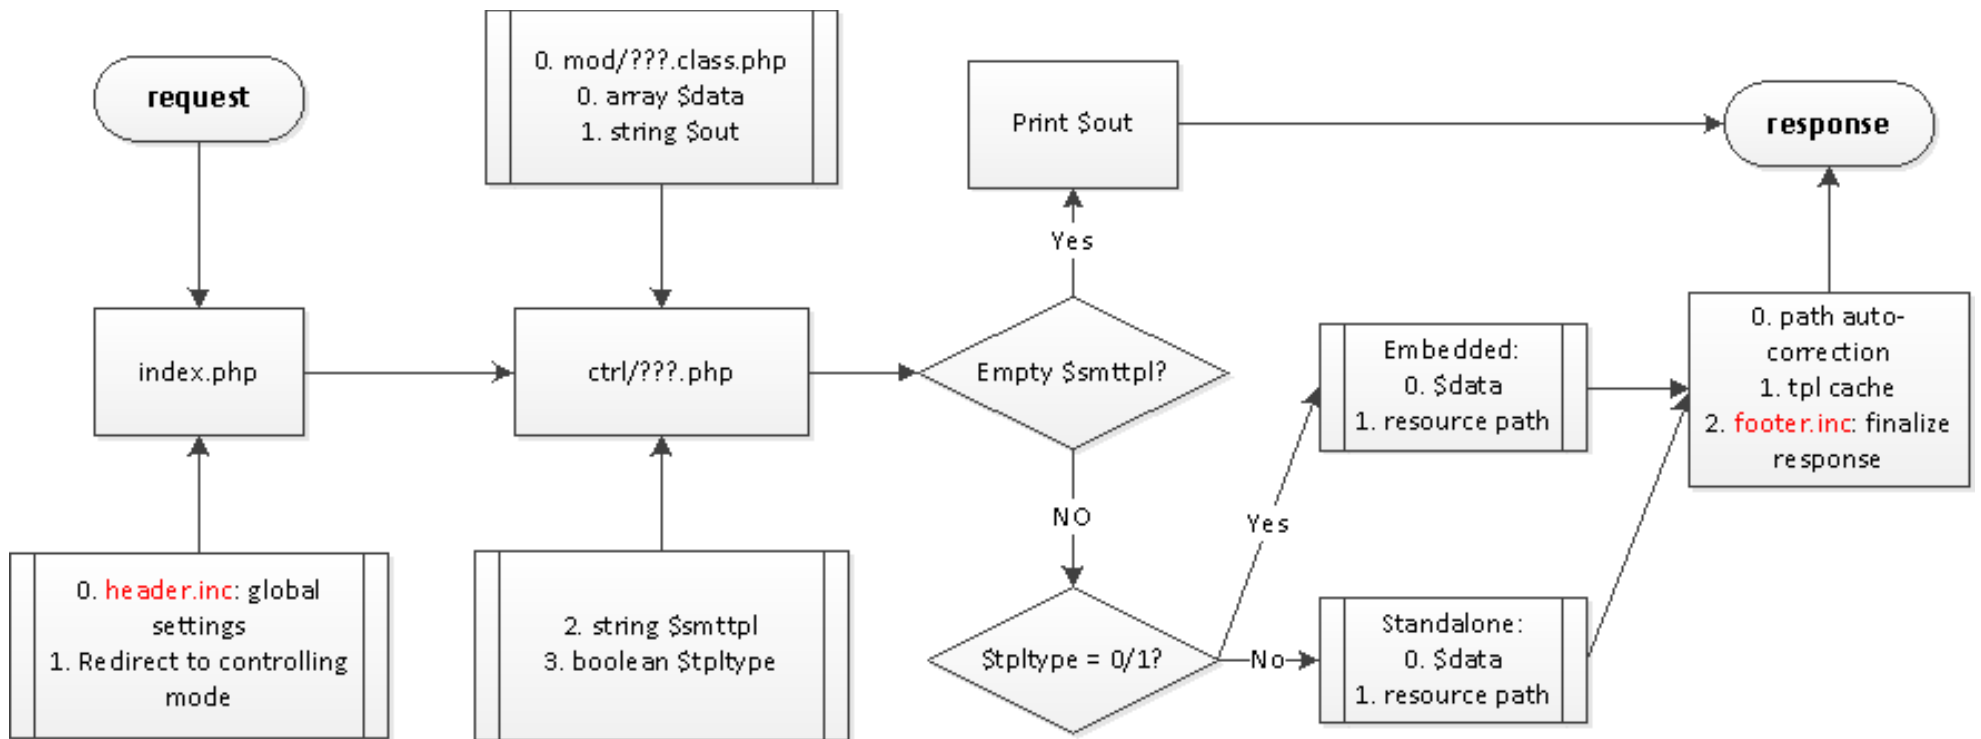 request
index.php
0. header.inc: global
settings
1. Redirect to controlling
mode
0. mod/???.class.php
0. array $data
1. string $out
ctrl/???.php
2. string $smttpl
3. boolean $tpltype
Print $out
Yes
Empty $smttpl?
NO
$tpltype = 0/1?
Yes
No
Embedded:
0. $data
1. resource path
Standalone:
0. $data
1. resource path
response
0. path auto-
correction
1. tpl cache
2. footer.inc: finalize
response